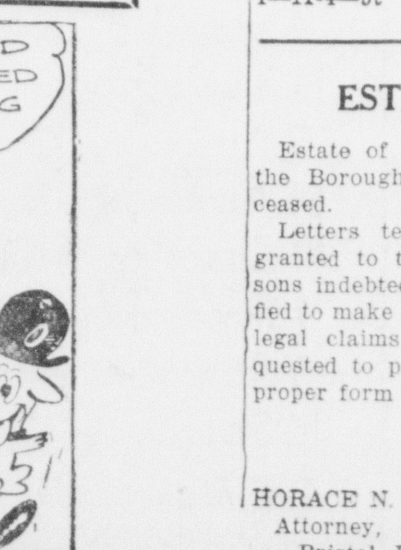 D
ED
G
EST
Estate of
the Borough
ceased.
Letters te
granted to t
sons indebte
fied to make
legal claims
quested to p
proper form
HORACE N.
Attorney,